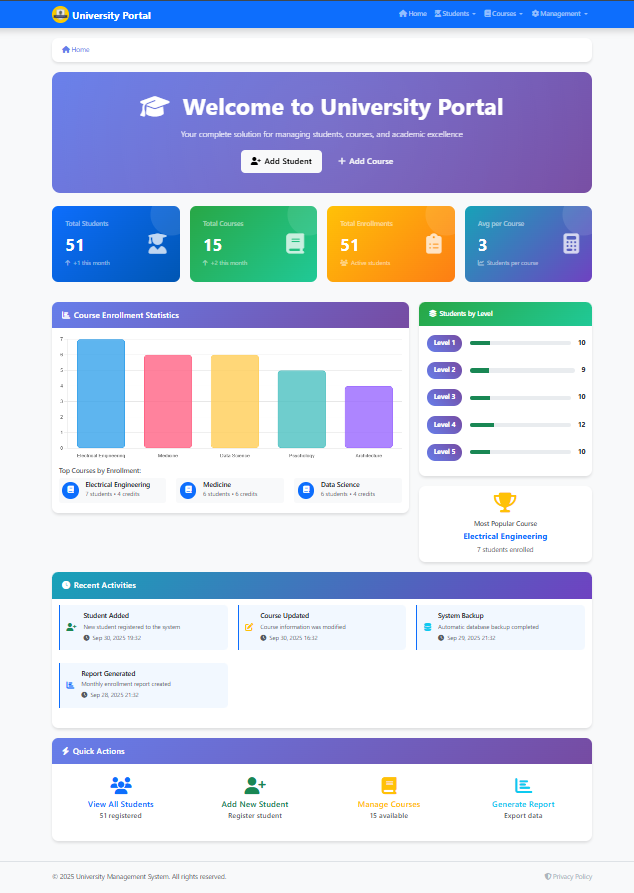 University Portal
Home Students Courses Management
Home
Welcome to University Portal
Your complete solution for managing students, courses, and academic excellence
Add Student Add Course
Total Students
51
+1 this month
Total Courses
15
+2 this month
Total Enrollments
51
Active students
Avg per Course
3
Students per course
Course Enrollment Statistics
7
6
5
4
3
2
1
0
Electrical Engineering Medicine Data Science Psychology Architecture
Top Courses by Enrollment:
Electrical Engineering
7 students • 4 credits
Medicine
6 students • 6 credits
Data Science
6 students • 4 credits
Students by Level
Level 1 10
Level 2 9
Level 3 10
Level 4 12
Level 5 10
Most Popular Course
Electrical Engineering
7 students enrolled
Recent Activities
Student Added
New student registered to the system
Sep 30, 2025 19:32
Course Updated
Course information was modified
Sep 30, 2025 16:32
System Backup
Automatic database backup completed
Sep 29, 2025 21:32
Report Generated
Monthly enrollment report created
Sep 28, 2025 21:32
Quick Actions
View All Students
51 registered
Add New Student
Register student
Manage Courses
15 available
Generate Report
Export data
© 2025 University Management System. All rights reserved.
Privacy Policy